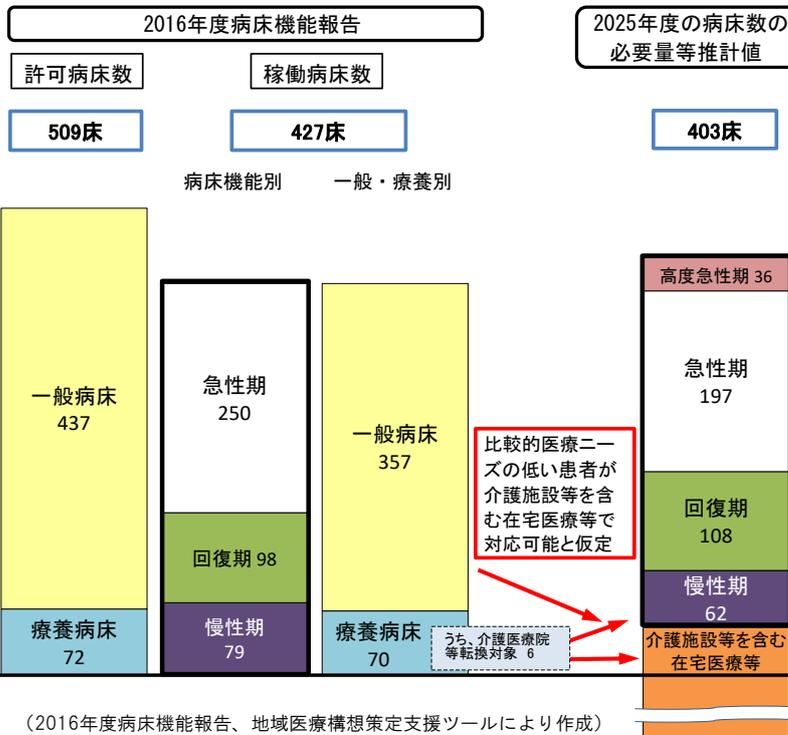 2016年度病床機能報告
2025年度の病床数の
必要量等推計値
許可病床数
稼働病床数
509床
427床
403床
病床機能別
一般・療養別
一般病床
437
療養病床
72
急性期
250
回復期 98
慢性期
79
一般病床
357
療養病床
70
比較的医療ニー
ズの低い患者が
介護施設等を含
む在宅医療等で
対応可能と仮定
うち、介護医療院
等転換対象 6
高度急性期 36
急性期
197
回復期
108
慢性期
62
介護施設等を含む
在宅医療等
（2016年度病床機能報告、地域医療構想策定支援ツールにより作成）